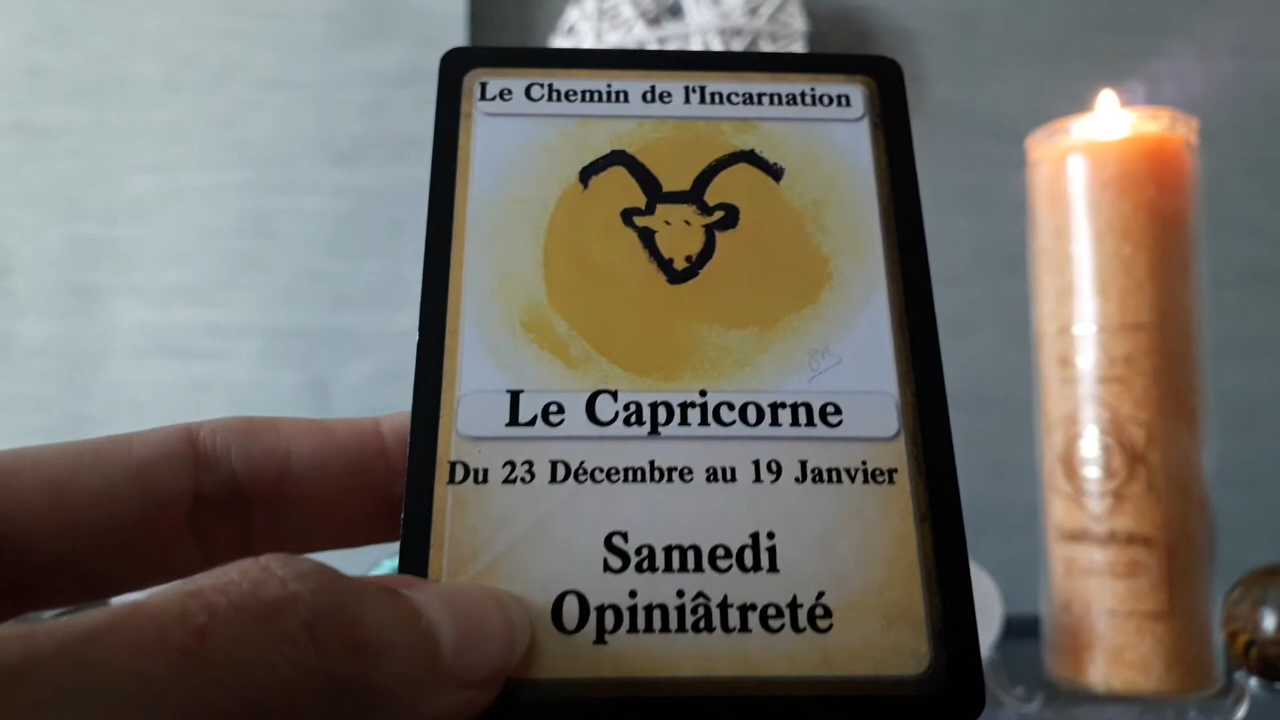 Le Chemin de l'Incarnation
Le Capricorne
Du 23 Décembre au 19 Janvier
Samedi
Opiniâtreté